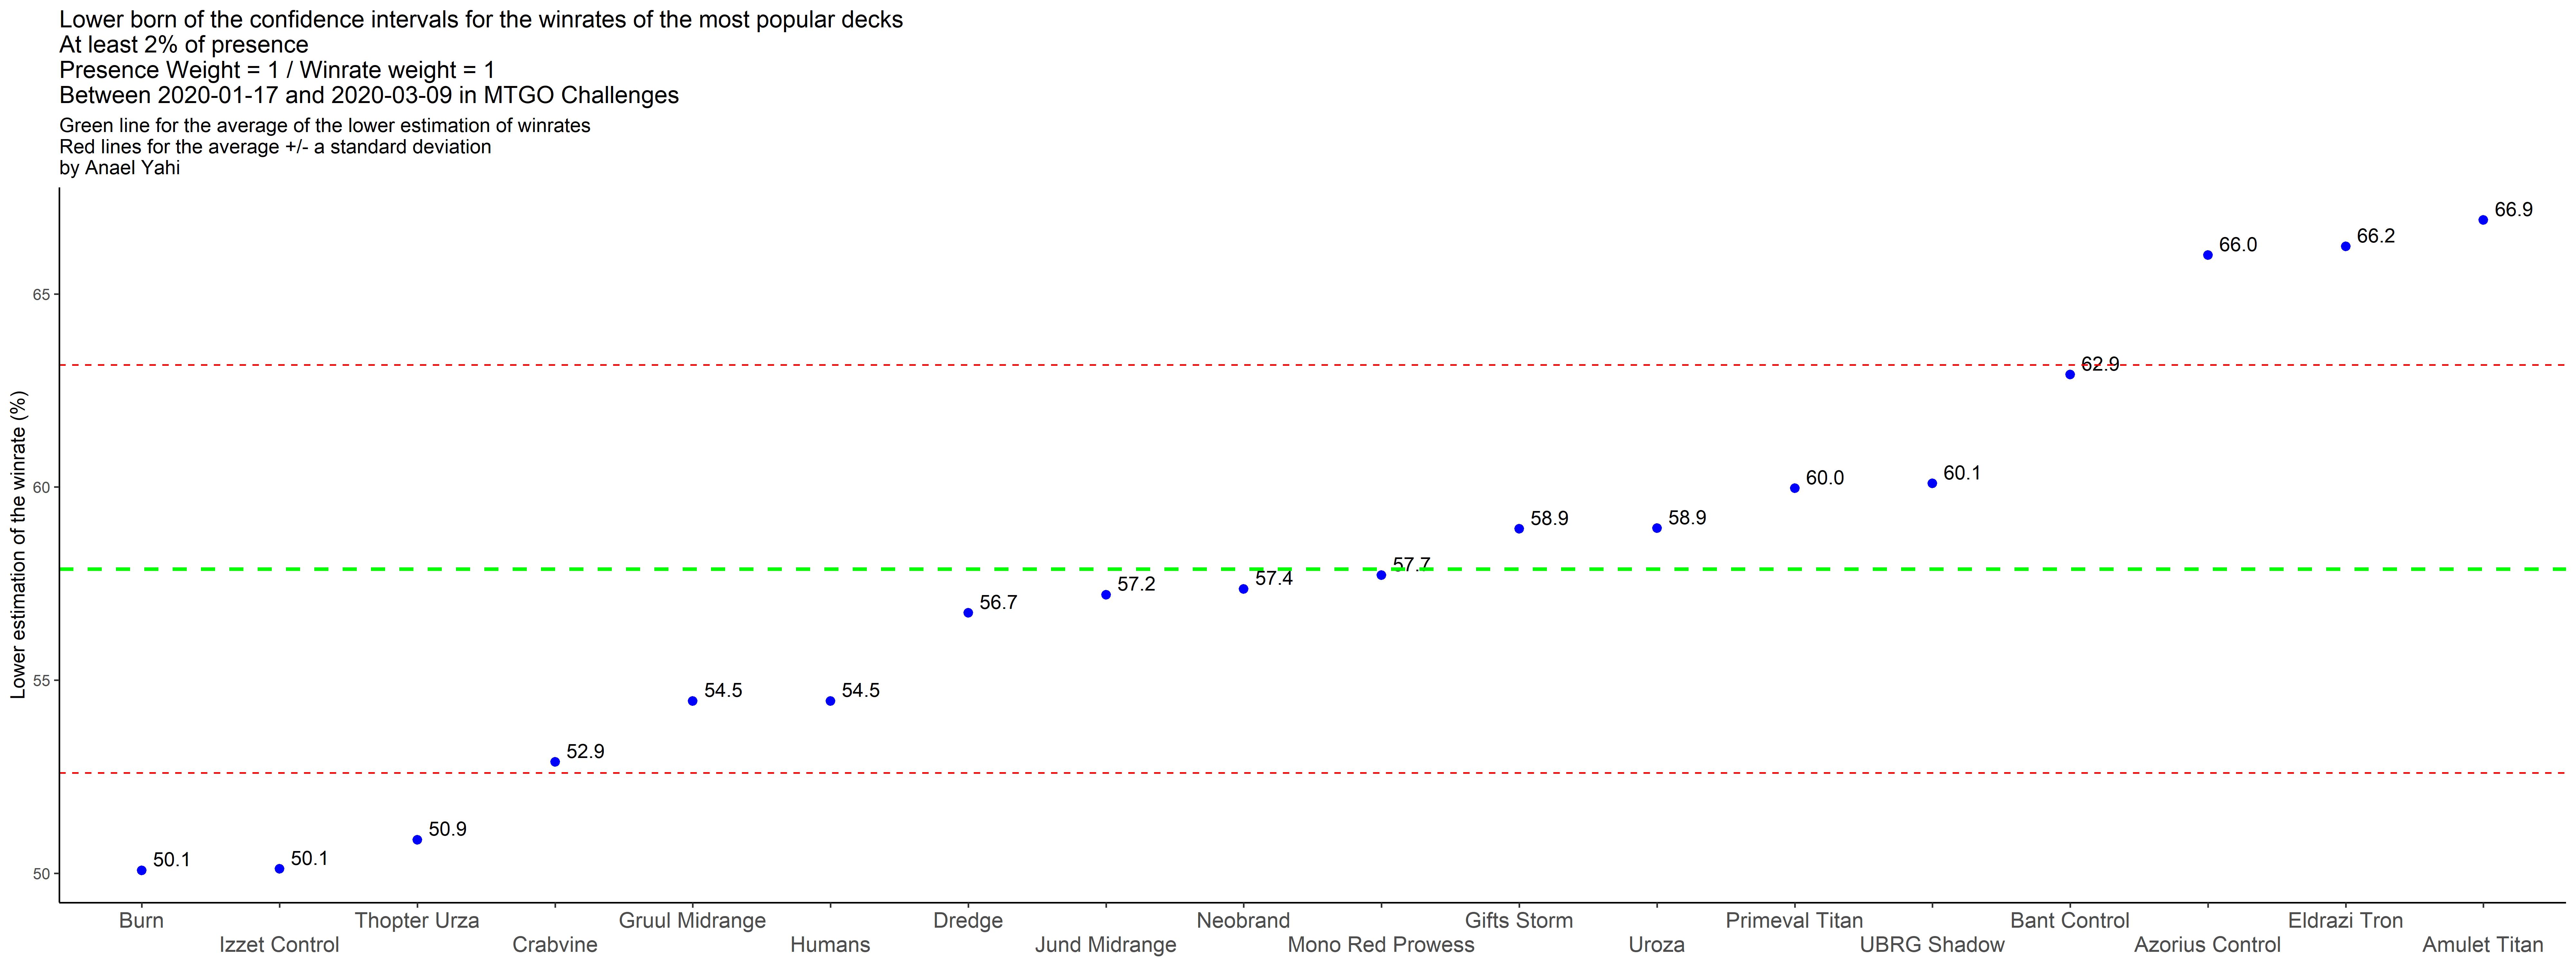 Lower born of the confidence intervals for the winrates of the most popular decks
At least 2% of presence
Presence Weight = 1 / Winrate weight = 1
Between 2020-01-17 and 2020-03-09 in MTGO Challenges
Green line for the average of the lower estimation of winrates
Red lines for the average +/- a standard deviation
by Anael Yahi
Lower estimation of the winrate (%)
65
60
55
50
50.1
50.1
50.9
52.9
54.5
54.5
56.7
57.2
57.4
57.7
58.9
58.9
60.0
60.1
62.9
66.0
66.2
66.9
Burn
Izzet Control
Thopter Urza
Crabvine
Gruul Midrange
Humans
Dredge
Jund Midrange
Neobrand
Mono Red Prowess
Gifts Storm
Uroza
Primeval Titan
UBRG Shadow
Bant Control
Azorius Control
Eldrazi Tron
Amulet Titan